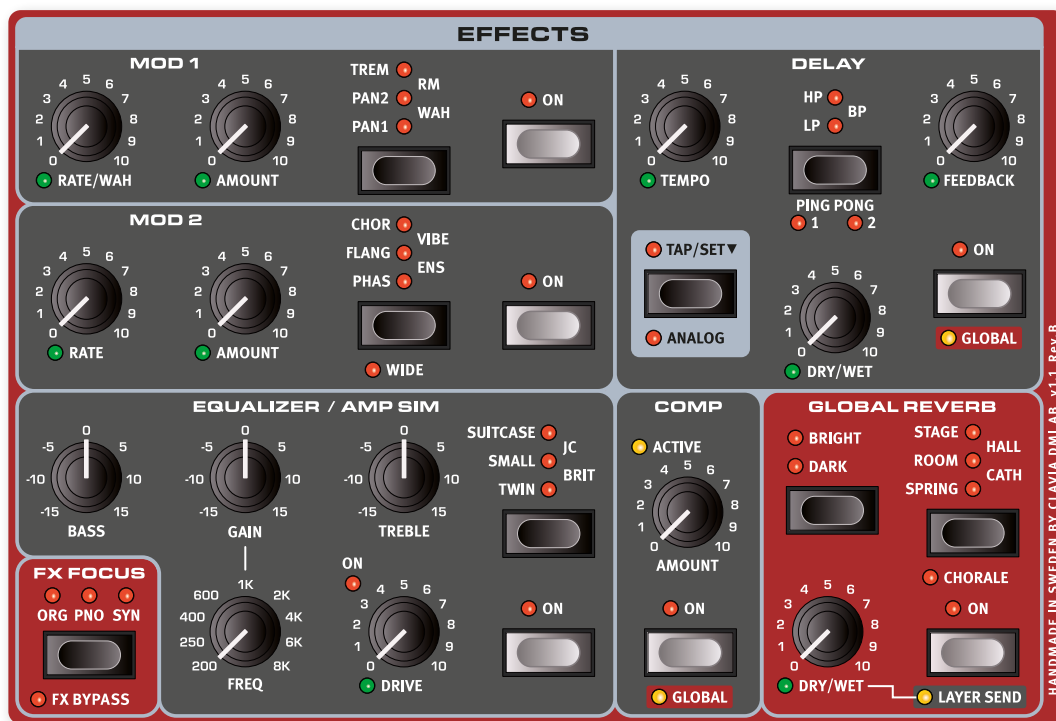 EFFECTS
MOD 1
0 1 2 3 4 5 6 7 8 9 10
RATE/WAH
0 1 2 3 4 5 6 7 8 9 10
AMOUNT
TREM
RM
PAN2
WAH
PAN1
ON
MOD 2
0 1 2 3 4 5 6 7 8 9 10
RATE
0 1 2 3 4 5 6 7 8 9 10
AMOUNT
CHOR
VIBE
FLANG
ENS
PHAS
WIDE
ON
DELAY
0 1 2 3 4 5 6 7 8 9 10
TEMPO
HP
BP
LP
PING PONG
1 2
0 1 2 3 4 5 6 7 8 9 10
FEEDBACK
TAP/SET▼
ANALOG
0 1 2 3 4 5 6 7 8 9 10
DRY/WET
ON
GLOBAL
EQUALIZER / AMP SIM
-15 -10 -5 0 5 10 15
BASS
-15 -10 -5 0 5 10 15
GAIN
-15 -10 -5 0 5 10 15
TREBLE
SUITCASE
JC
SMALL
BRIT
TWIN
200 250 400 600 1K 2K 4K 6K 8K
FREQ
ON
0 1 2 3 4 5 6 7 8 9 10
DRIVE
ON
FX FOCUS
ORG PNO SYN
FX BYPASS
COMP
ACTIVE
0 1 2 3 4 5 6 7 8 9 10
AMOUNT
ON
GLOBAL
GLOBAL REVERB
BRIGHT
DARK
STAGE
HALL
ROOM
CATH
SPRING
CHORALE
0 1 2 3 4 5 6 7 8 9 10
DRY/WET
ON
LAYER SEND
HANDMADE IN SWEDEN BY CLAVIA DMI AB v1.1 Rev B